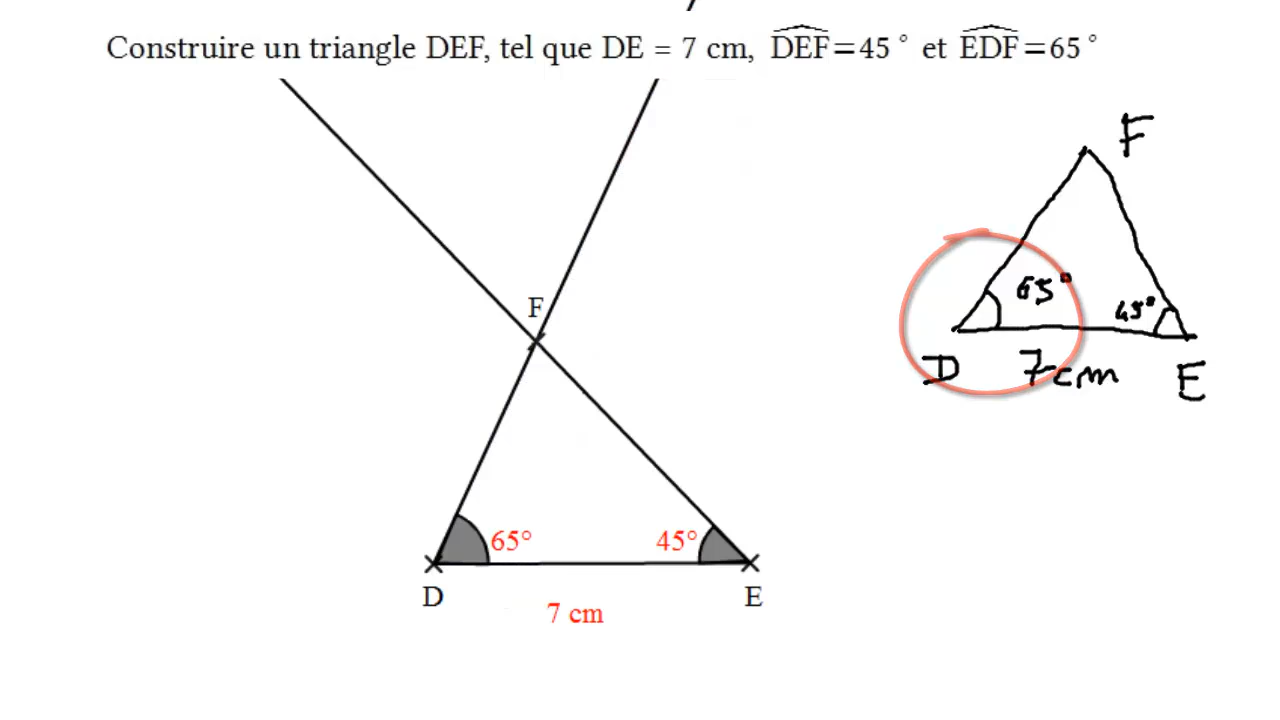 Construire un triangle DEF, tel que DE = 7 cm, DEF=45° et EDF=65°
F
F
65°
45°
D
7cm
E
65°
45°
D
E
7 cm